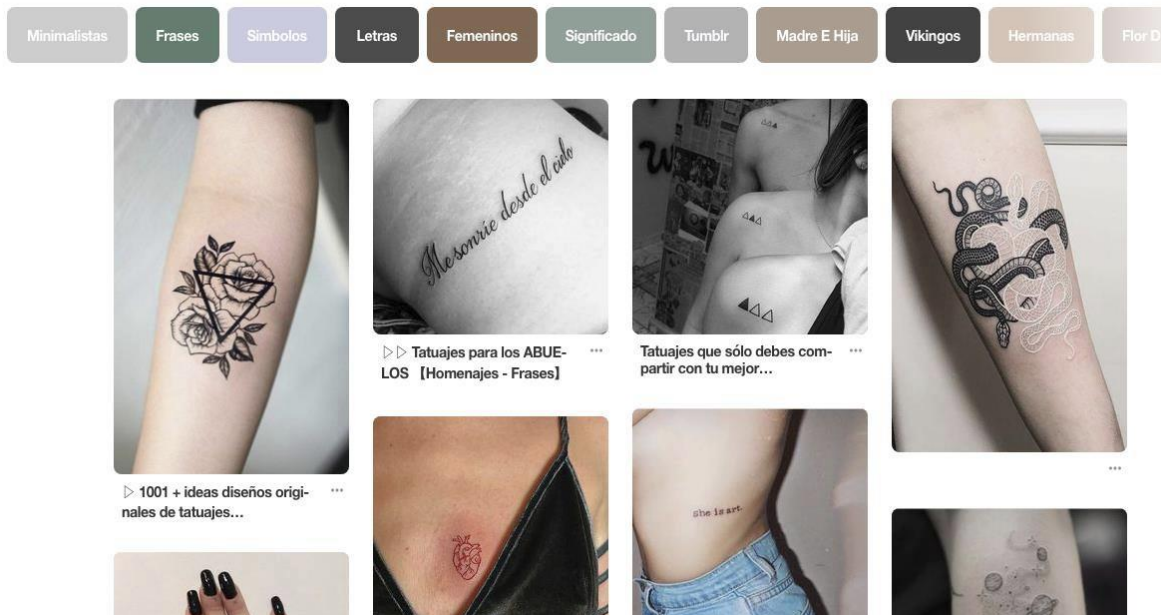 Minimalistas
Frases
Simbolos
Letras
Femeninos
Significado
Tumblr
Madre E Hija
Vikingos
Hermanas
Flor D
Me sonríe desde el cielo
▷▷ Tatuajes para los ABUE-
LOS 【Homenajes - Frases】
Tatuajes que sólo debes com-
partir con tu mejor...
▷ 1001 + ideas diseños origi-
nales de tatuajes...
she is art.